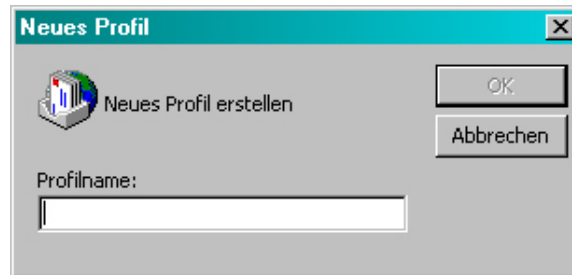 Neues Profil
Neues Profil erstellen
OK
Abbrechen
Profilname: